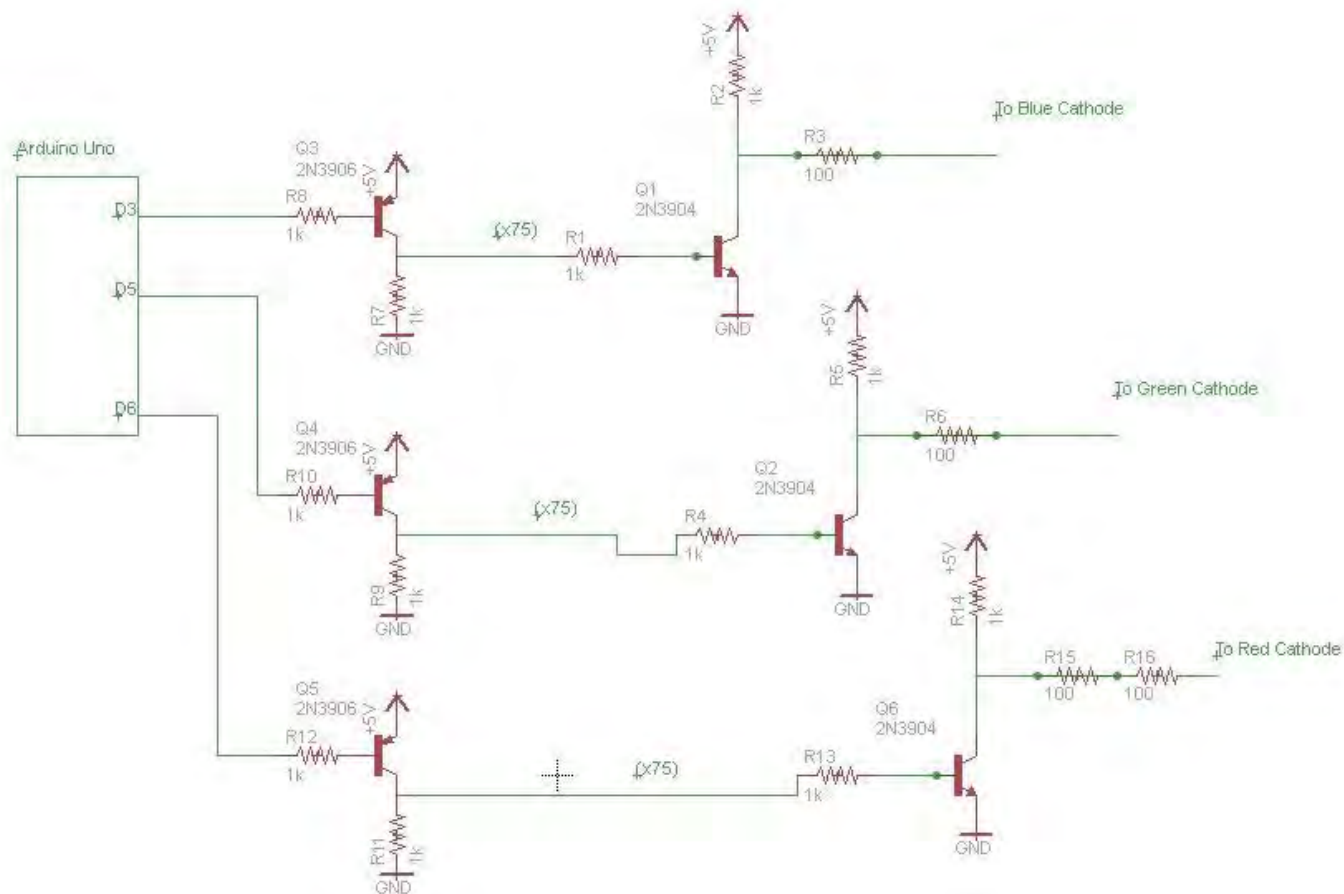 +5V
R2
1k
To Blue Cathode
R3
100
Arduino Uno
Q3
2N3906
+5V
R8
1k
D3
Q1
2N3904
(x75)
R1
1k
R7
1k
GND
GND
D5
+5V
R5
1k
To Green Cathode
R6
100
D6
Q4
2N3906
+5V
R10
1k
Q2
2N3904
(x75)
R4
1k
R9
1k
GND
GND
+5V
R14
1k
To Red Cathode
R15
R16
100
100
Q5
2N3906
+5V
R12
1k
Q6
2N3904
(x75)
R13
1k
R11
1k
GND
GND